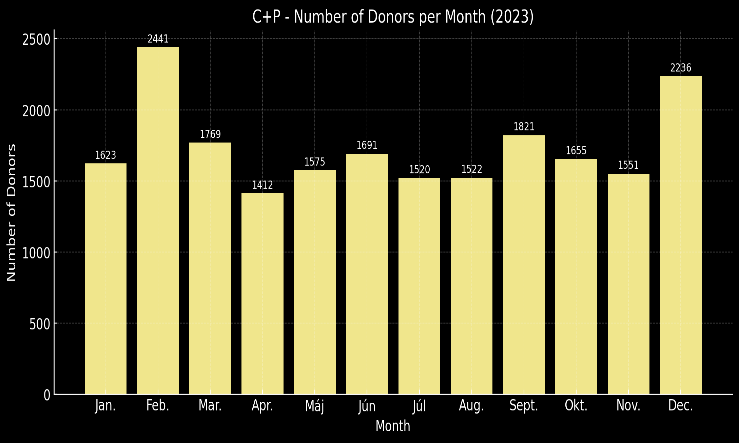 C+P - Number of Donors per Month (2023)
Number of Donors
2500
2000
1500
1000
500
0
1623
2441
1769
1412
1575
1691
1520
1522
1821
1655
1551
2236
Jan.
Feb.
Mar.
Apr.
Máj
Jún
Júl
Aug.
Sept.
Okt.
Nov.
Dec.
Month